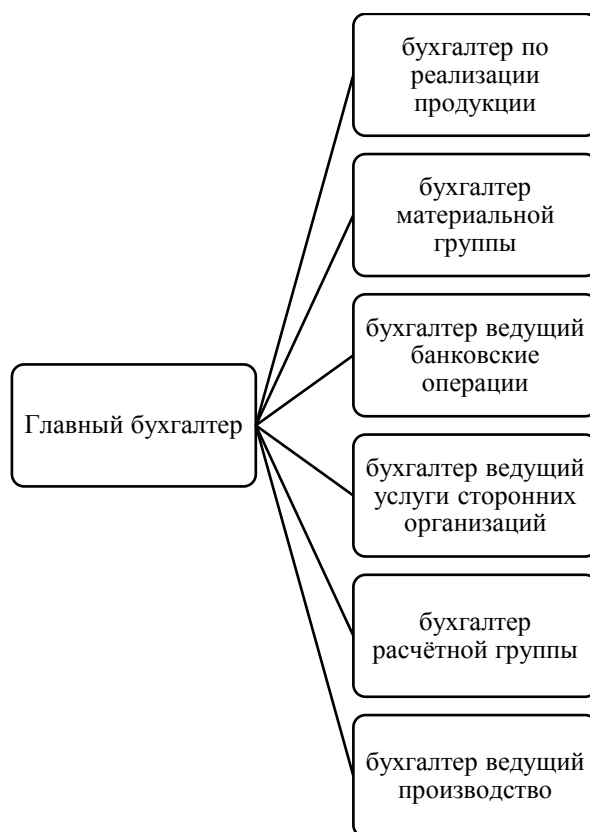 бухгалтер по
реализации
продукции
бухгалтер
материальной
группы
бухгалтер ведущий
банковские
операции
Главный бухгалтер
бухгалтер ведущий
услуги сторонних
организаций
бухгалтер
расчётной группы
бухгалтер ведущий
производство